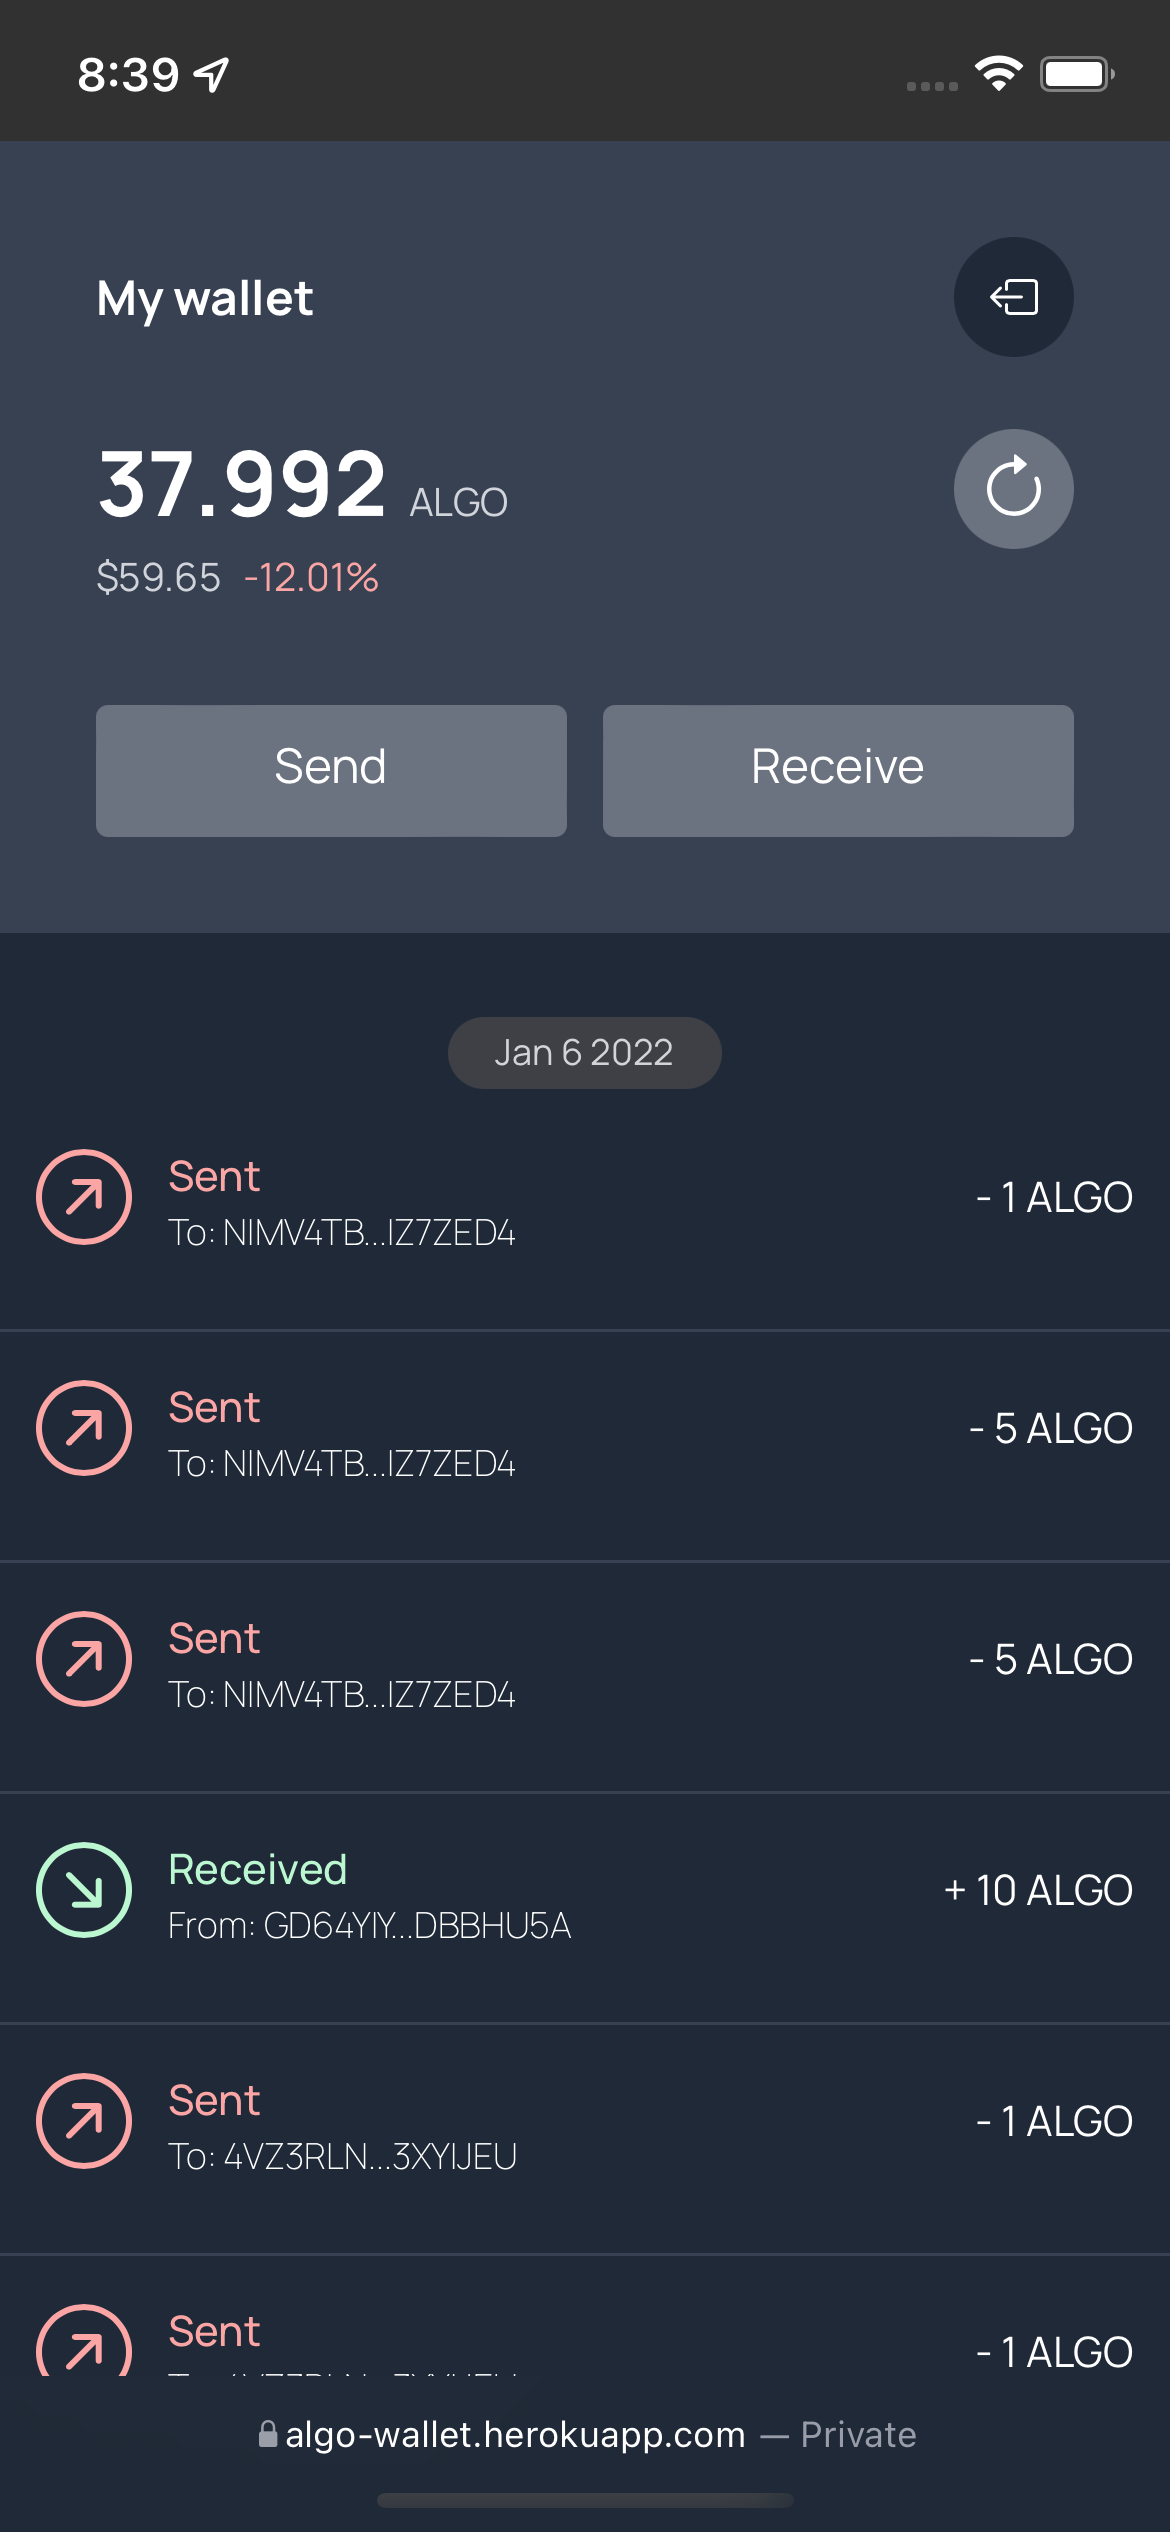 8:39
My wallet
37.992 ALGO
$59.65 -12.01%
Send
Receive
Jan 6 2022
Sent
To: NIMV4TB...IZ7ZED4
- 1 ALGO
Sent
To: NIMV4TB...IZ7ZED4
- 5 ALGO
Sent
To: NIMV4TB...IZ7ZED4
- 5 ALGO
Received
From: GD64YIY...DBBHU5A
+ 10 ALGO
Sent
To: 4VZ3RLN...3XYIJEU
- 1 ALGO
Sent
- 1 ALGO
algo-wallet.herokuapp.com — Private